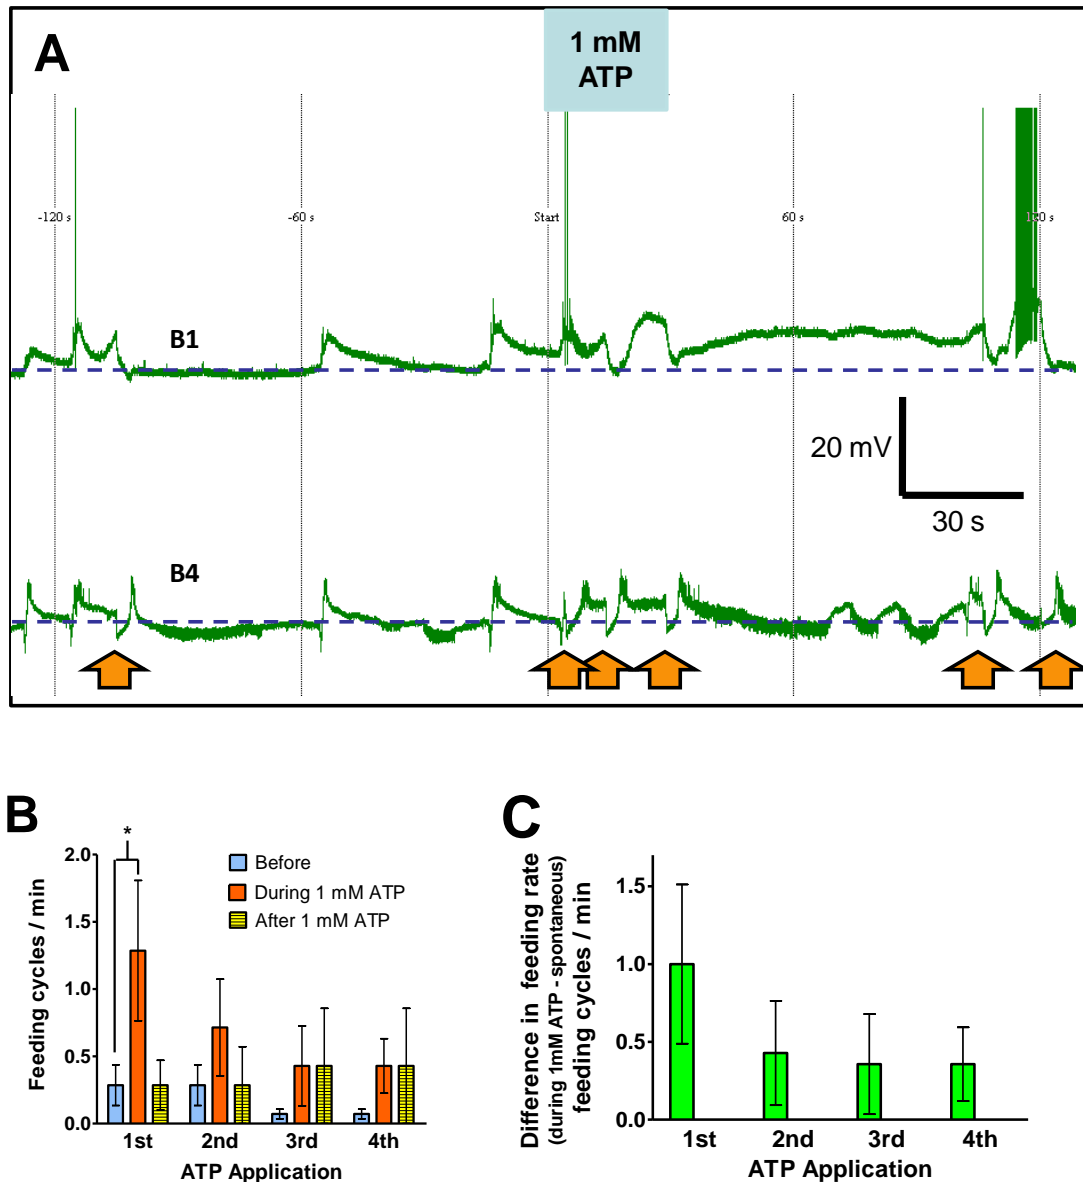 A
1 mM
ATP
-120 s
-60 s
Start
60 s
120 s
B1
20 mV
30 s
B4
B
*
2.0
1.5
1.0
0.5
0.0
Feeding cycles / min
Before
During 1 mM ATP
After 1 mM ATP
1st 2nd 3rd 4th
ATP Application
C
Difference in feeding rate
(during 1mM ATP - spontaneous)
feeding cycles / min
1.5
1.0
0.5
0.0
1st 2nd 3rd 4th
ATP Application